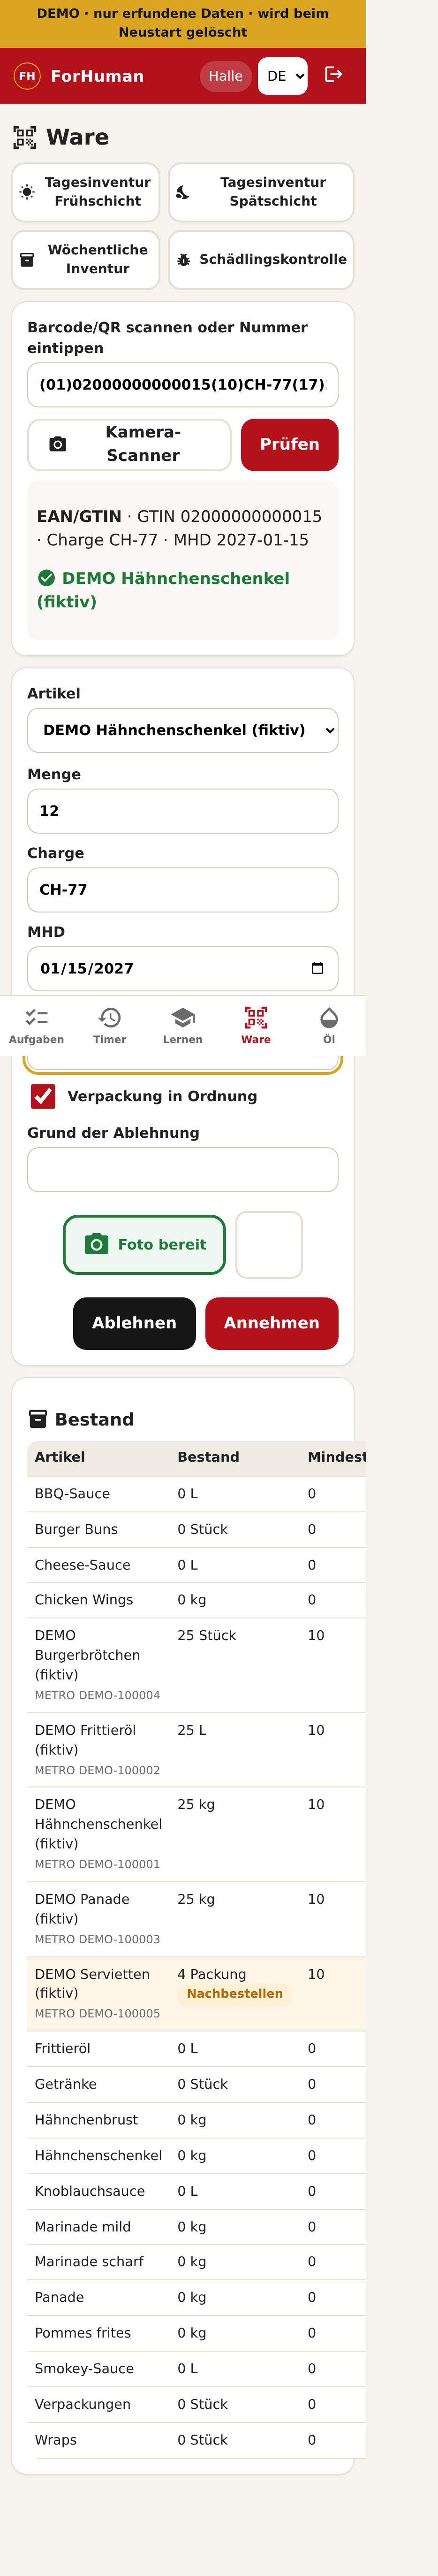 DEMO · nur erfundene Daten · wird beim
Neustart gelöscht
FH
ForHuman
Halle
DE
Ware
Tagesinventur
Frühschicht
Tagesinventur
Spätschicht
Wöchentliche
Inventur
Schädlingskontrolle
Barcode/QR scannen oder Nummer
eintippen
(01)02000000000015(10)CH-77(17)
Kamera-
Scanner
Prüfen
EAN/GTIN · GTIN 02000000000015
· Charge CH-77 · MHD 2027-01-15
DEMO Hähnchenschenkel
(fiktiv)
Artikel
DEMO Hähnchenschenkel (fiktiv)
Menge
12
Charge
CH-77
MHD
01/15/2027
Aufgaben
Timer
Lernen
Ware
Öl
Verpackung in Ordnung
Grund der Ablehnung
Foto bereit
Ablehnen
Annehmen
Bestand
Artikel Bestand Mindest
BBQ-Sauce 0 L 0
Burger Buns 0 Stück 0
Cheese-Sauce 0 L 0
Chicken Wings 0 kg 0
DEMO 25 Stück 10
Burgerbrötchen
(fiktiv)
METRO DEMO-100004
DEMO Frittieröl 25 L 10
(fiktiv)
METRO DEMO-100002
DEMO 25 kg 10
Hähnchenschenkel
(fiktiv)
METRO DEMO-100001
DEMO Panade 25 kg 10
(fiktiv)
METRO DEMO-100003
DEMO Servietten 4 Packung 10
(fiktiv) Nachbestellen
METRO DEMO-100005
Frittieröl 0 L 0
Getränke 0 Stück 0
Hähnchenbrust 0 kg 0
Hähnchenschenkel 0 kg 0
Knoblauchsauce 0 L 0
Marinade mild 0 kg 0
Marinade scharf 0 kg 0
Panade 0 kg 0
Pommes frites 0 kg 0
Smokey-Sauce 0 L 0
Verpackungen 0 Stück 0
Wraps 0 Stück 0